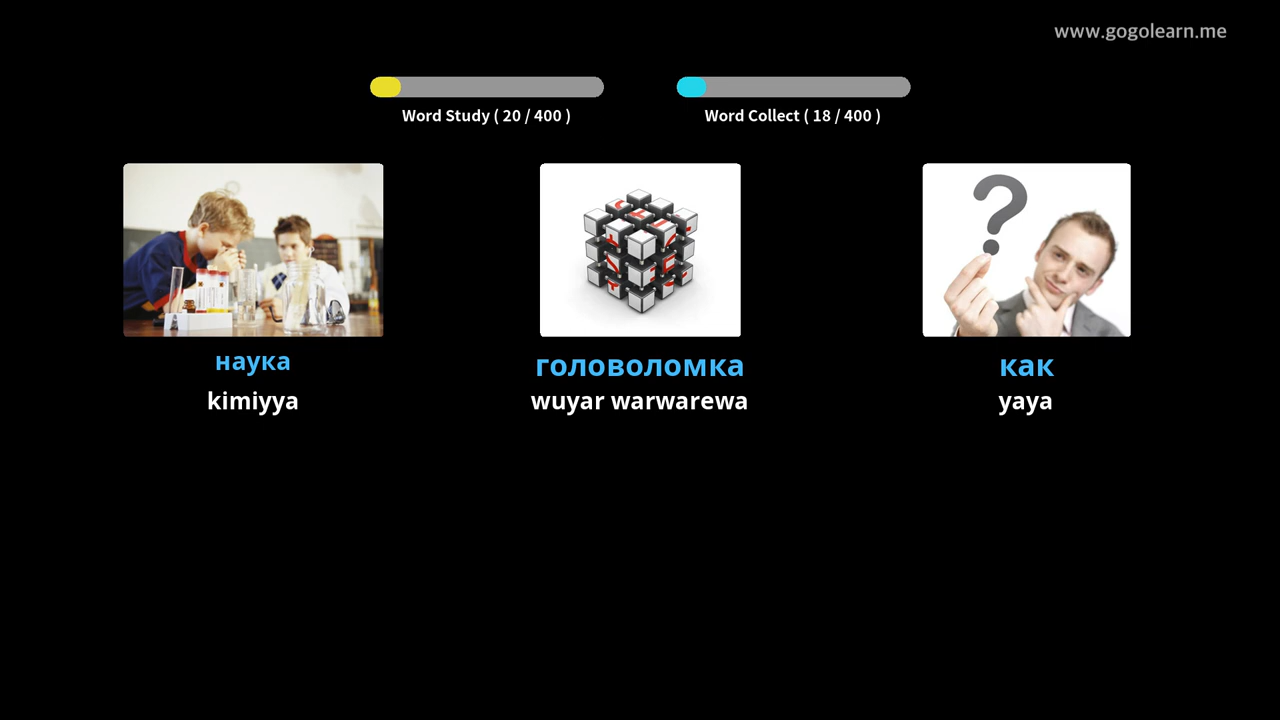 www.gogolearn.me
Word Study ( 20 / 400 )
Word Collect ( 18 / 400 )
наука
головоломка
как
kimiyya
wuyar warwarewa
yaya